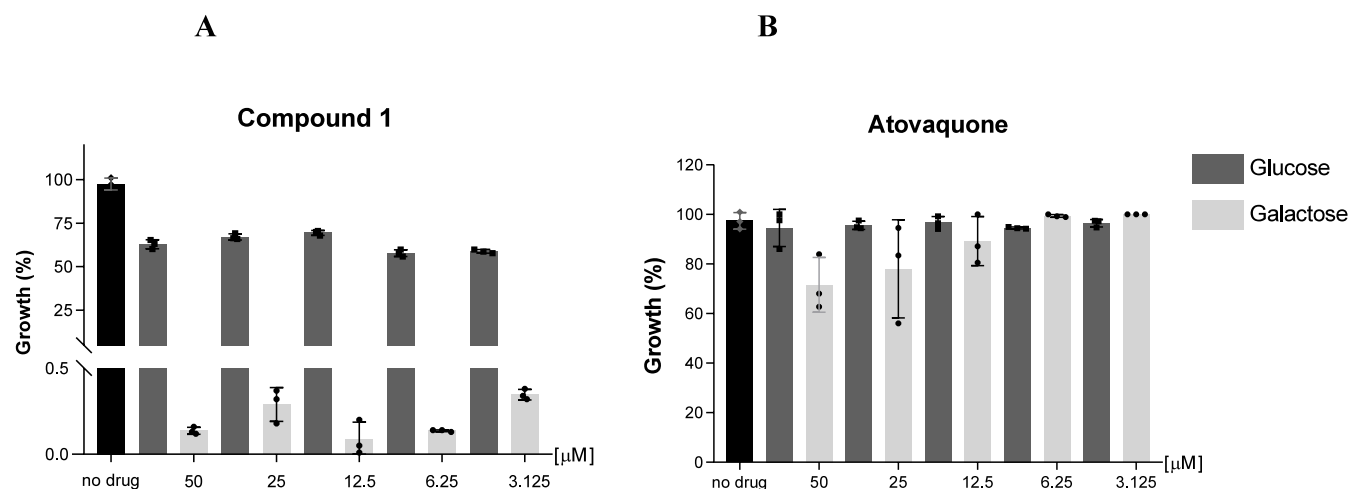 A
B
Compound 1
Growth (%)
100
75
50
25
0.5
0.0
no drug
50
25
12.5
6.25
3.125
[µM]
Atovaquone
Growth (%)
120
100
80
60
40
20
0
no drug
50
25
12.5
6.25
3.125
[µM]
Glucose
Galactose